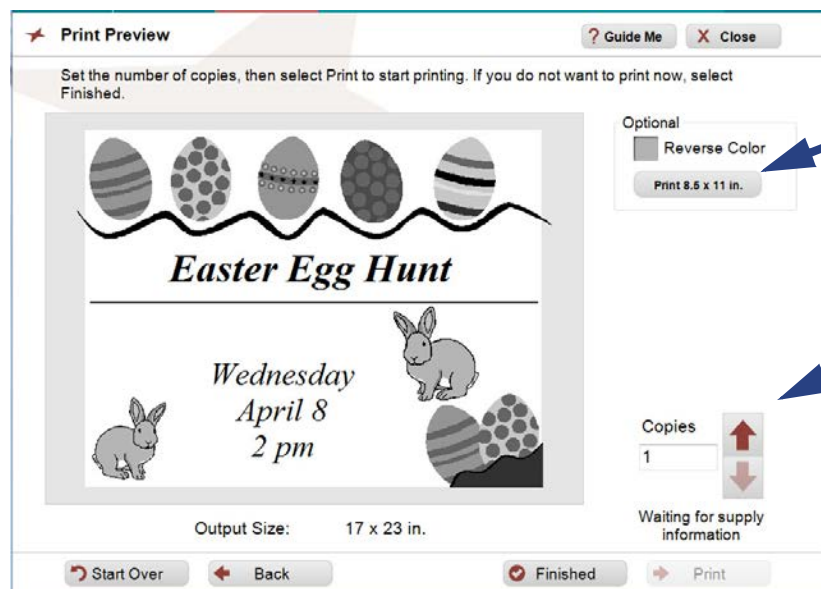 Print Preview
? Guide Me
X Close
Set the number of copies, then select Print to start printing. If you do not want to print now, select
Finished.
Optional
Reverse Color
Print 8.5 x 11 in.
Easter Egg Hunt
Wednesday
April 8
2 pm
Copies
1
Waiting for supply
information
Output Size: 17 x 23 in.
Start Over
Back
Finished
Print